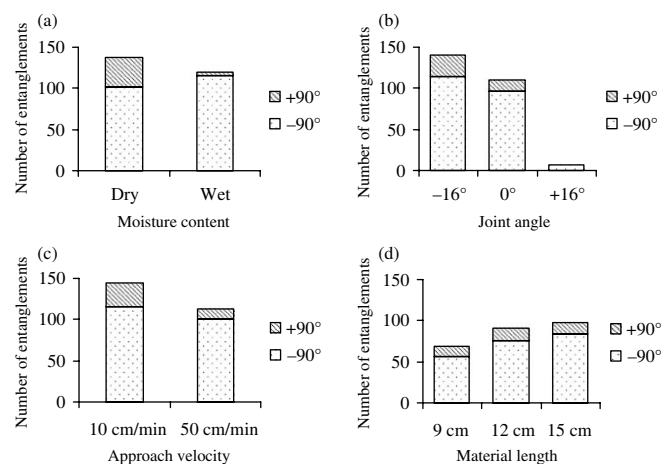 (a)
Number of entanglements
150
100
50
0
Dry Wet
Moisture content
+90°
–90°
(b)
Number of entanglements
150
100
50
0
–16° 0° +16°
Joint angle
+90°
–90°
(c)
Number of entanglements
150
100
50
0
10 cm/min 50 cm/min
Approach velocity
+90°
–90°
(d)
Number of entanglements
150
100
50
0
9 cm 12 cm 15 cm
Material length
+90°
–90°